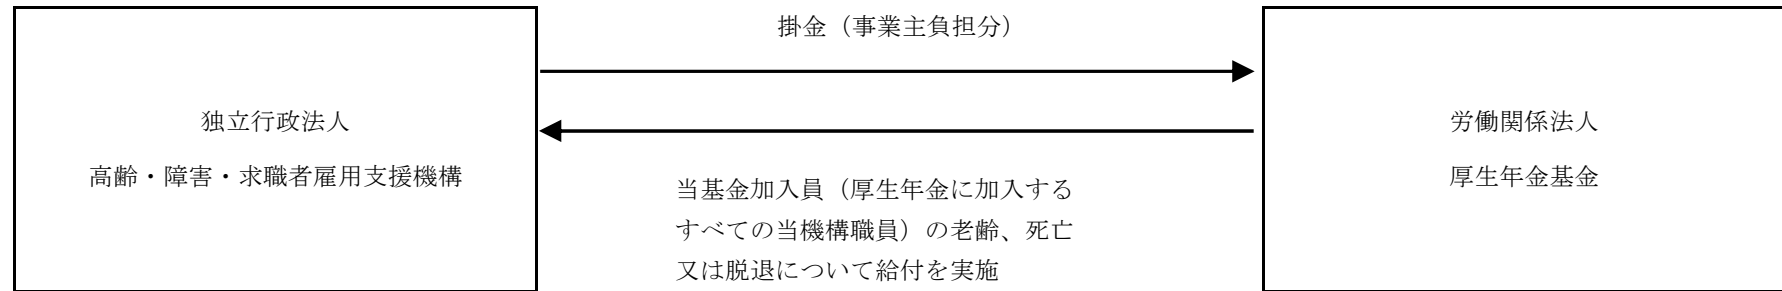 掛金（事業主負担分）
独立行政法人
高齢・障害・求職者雇用支援機構
当基金加入員（厚生年金に加入する
すべての当機構職員）の老齢、死亡
又は脱退について給付を実施
労働関係法人
厚生年金基金